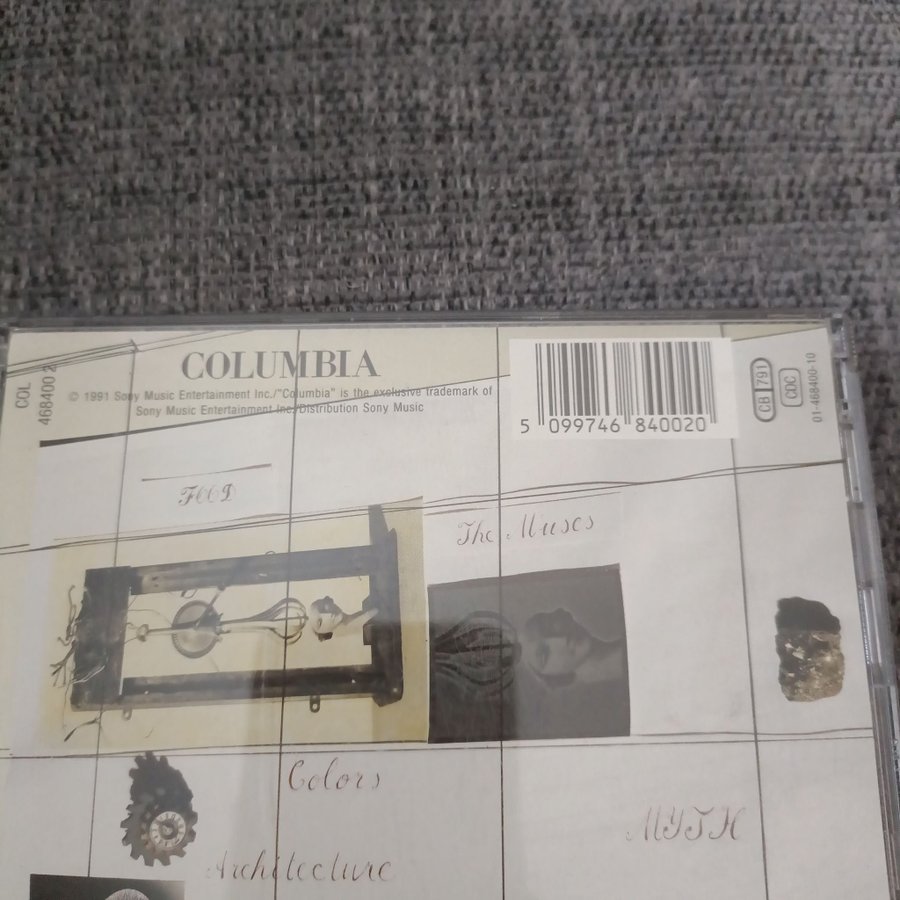 COLUMBIA
© 1991 Sony Music Entertainment Inc./"Columbia" is the exclusive trademark of
Sony Music Entertainment Inc./Distribution Sony Music
COL
468400 2
5 099746 840020
CB 791
CDC
01-468400-10
FOOD
The Muses
Colors
MYTH
Architecture